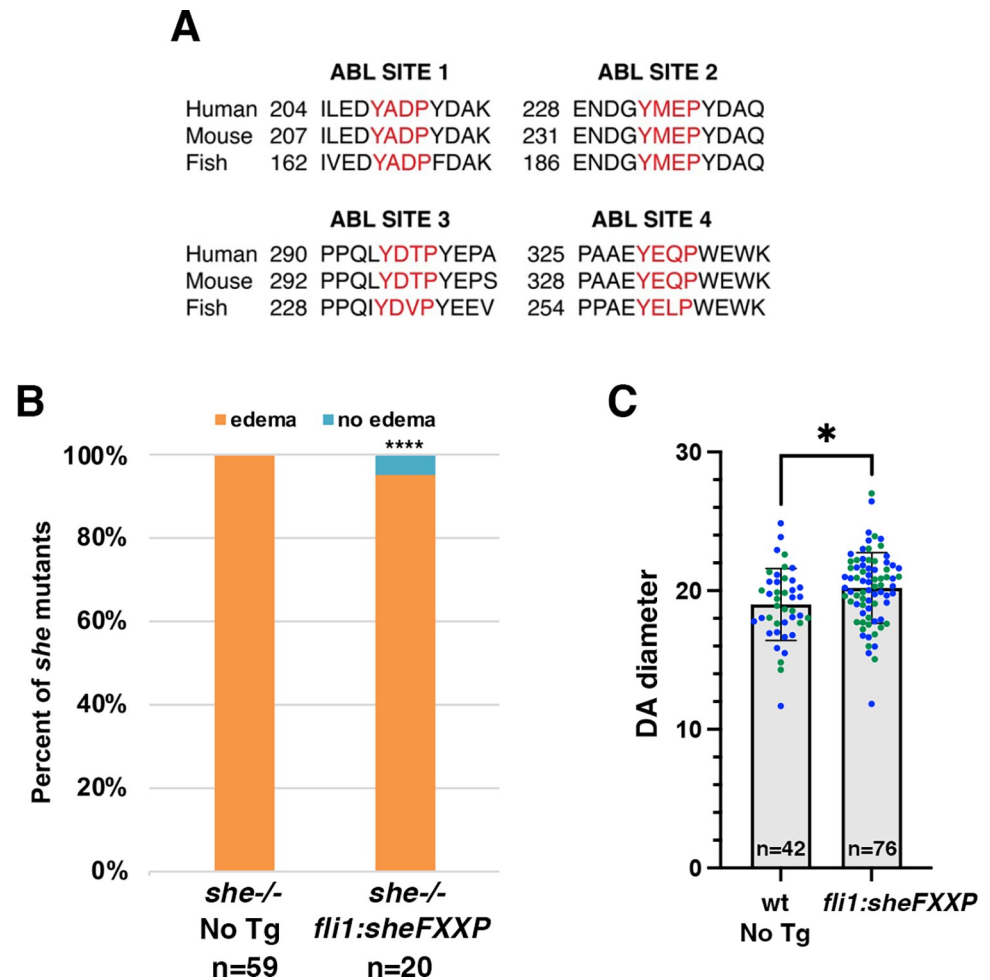 A
ABL SITE 1
Human 204 ILEDYADPYDAK
Mouse 207 ILEDYADPYDAK
Fish 162 IVEDYADPFDAK
ABL SITE 2
228 ENDGYMEPYDAQ
231 ENDGYMEPYDAQ
186 ENDGYMEPYDAQ
ABL SITE 3
Human 290 PPQLYDTPYEPA
Mouse 292 PPQLYDTPYEPS
Fish 228 PPQIYDVPYEEV
ABL SITE 4
325 PAAEYEQPWEWK
328 PAAEYEQPWEWK
254 PPAEYELPWEWK
B
edema no edema
****
Percent of she mutants
100%
80%
60%
40%
20%
0%
she-/-
No Tg
n=59
she-/-
fli1:sheFXXP
n=20
C
*
DA diameter
30
20
10
0
n=42
n=76
wt
No Tg
fli1:sheFXXP